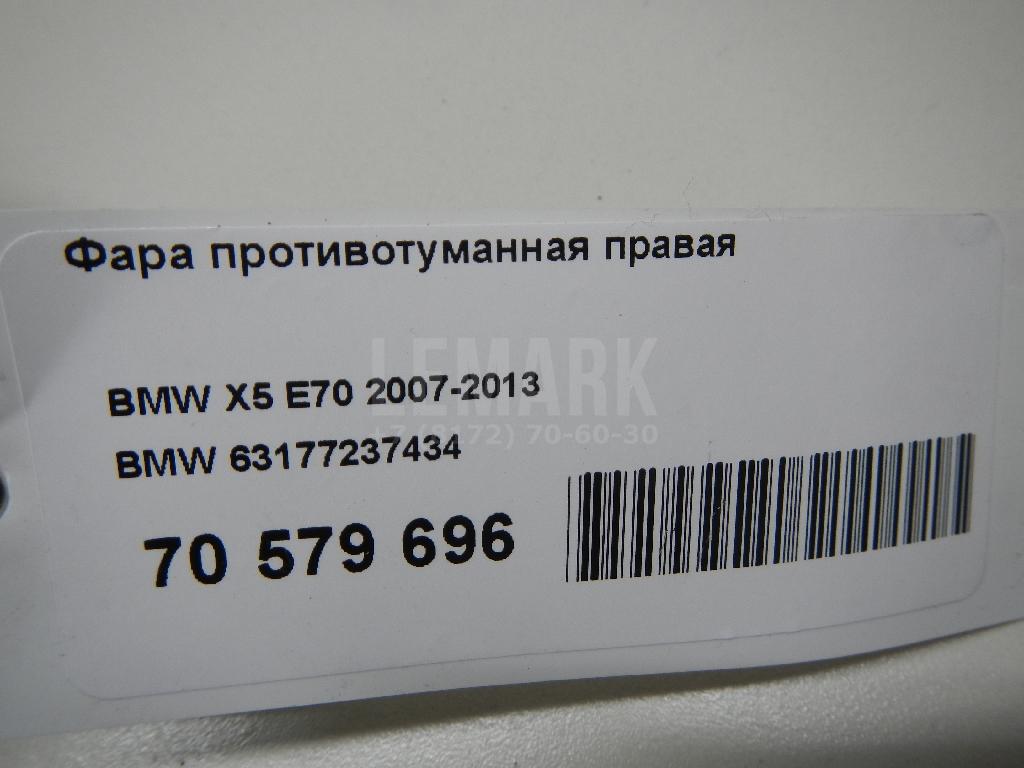 Фара противотуманная правая
LEMARK
BMW X5 E70 2007-2013
+7 (8172) 70-60-30
BMW 63177237434
70 579 696